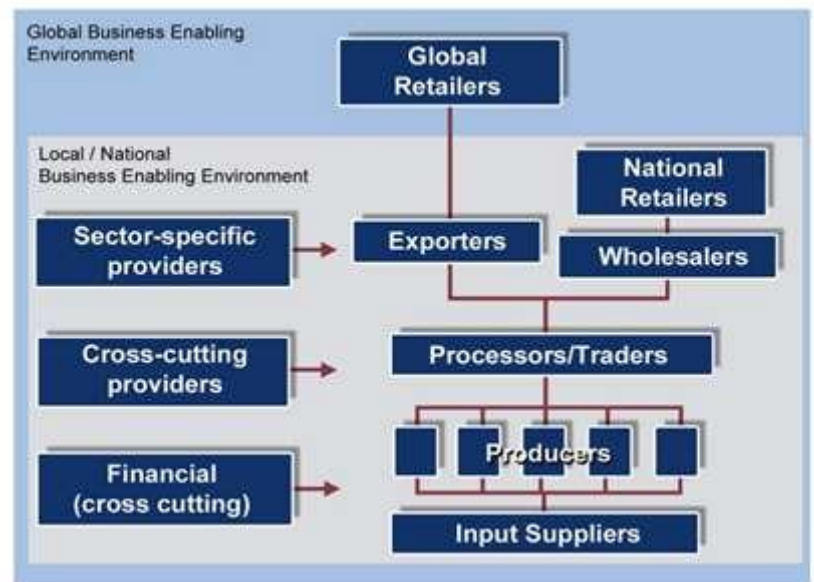 Global Business Enabling
Environment
Global
Retailers
Local / National
Business Enabling Environment
National
Retailers
Sector-specific
providers
Exporters
Wholesalers
Cross-cutting
providers
Processors/Traders
Producers
Financial
(cross cutting)
Input Suppliers